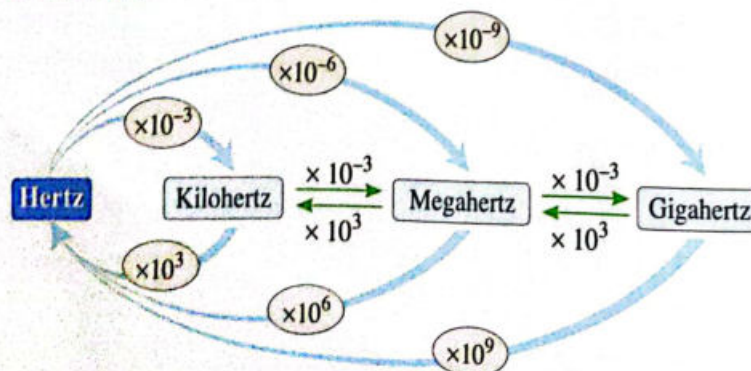 ×10⁻⁹
×10⁻⁶
×10⁻³
Hertz
Kilohertz
× 10⁻³
× 10³
Megahertz
× 10⁻³
× 10³
Gigahertz
×10³
×10⁶
×10⁹